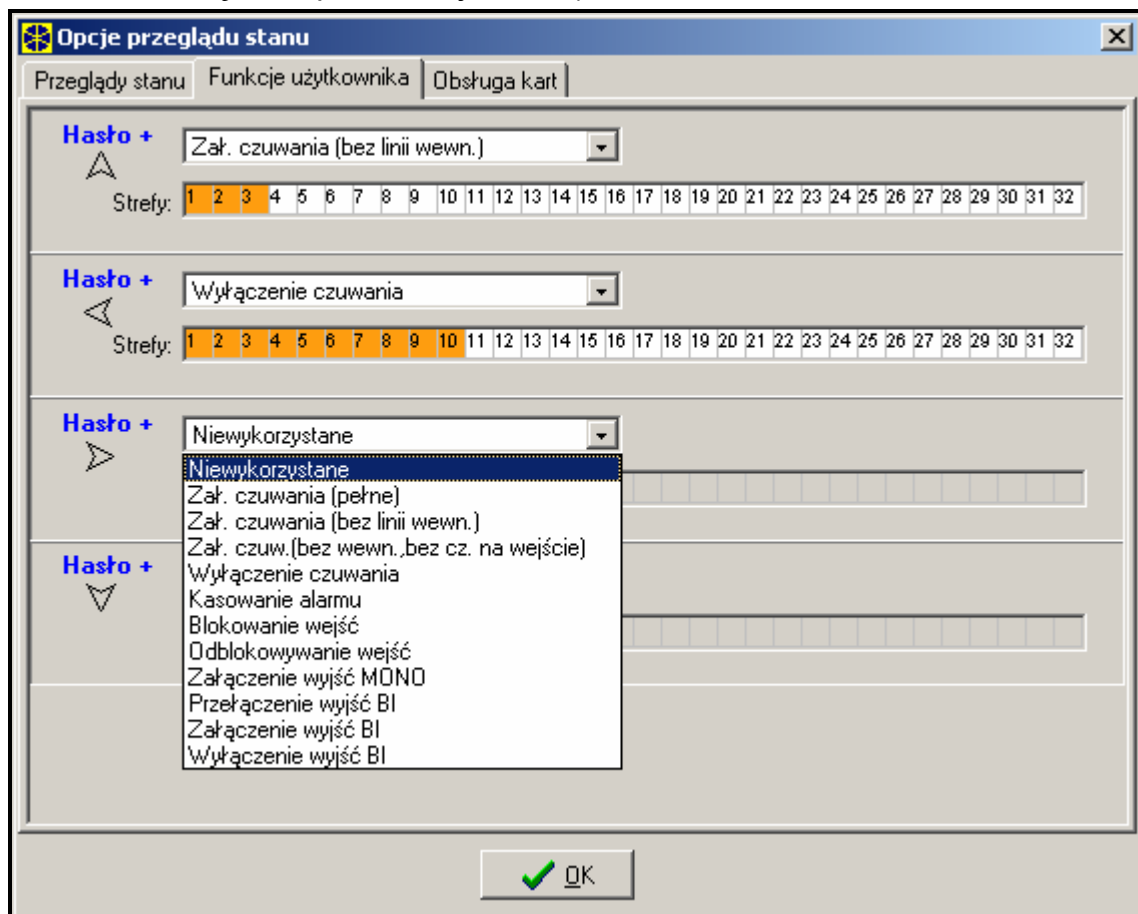 Opcje przeglądu stanu
Przeglądy stanu Funkcje użytkownika Obsługa kart
Hasło +
Zał. czuwania (bez linii wewn.)
Strefy: 1 2 3 4 5 6 7 8 9 10 11 12 13 14 15 16 17 18 19 20 21 22 23 24 25 26 27 28 29 30 31 32
Hasło +
Wyłączenie czuwania
Strefy: 1 2 3 4 5 6 7 8 9 10 11 12 13 14 15 16 17 18 19 20 21 22 23 24 25 26 27 28 29 30 31 32
Hasło +
Niewykorzystane
Niewykorzystane
Zał. czuwania (pełne)
Zał. czuwania (bez linii wewn.)
Zał. czuw.(bez wewn.,bez cz. na wejście)
Wyłączenie czuwania
Kasowanie alarmu
Blokowanie wejść
Odblokowywanie wejść
Załączenie wyjść MONO
Przełączenie wyjść BI
Załączenie wyjść BI
Wyłączenie wyjść BI
Hasło +
OK